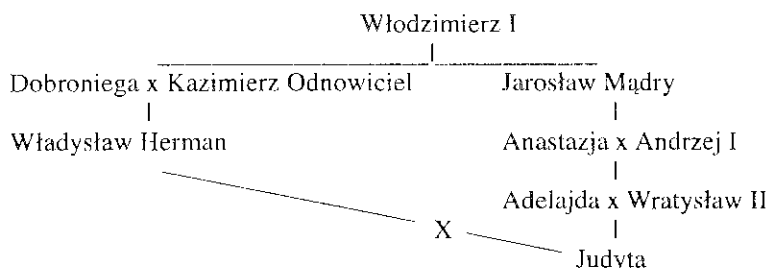 Włodzimierz I
Dobroniega x Kazimierz Odnowiciel Jarosław Mądry
Władysław Herman Anastazja x Andrzej I
Adelajda x Wratysław II
X
Judyta